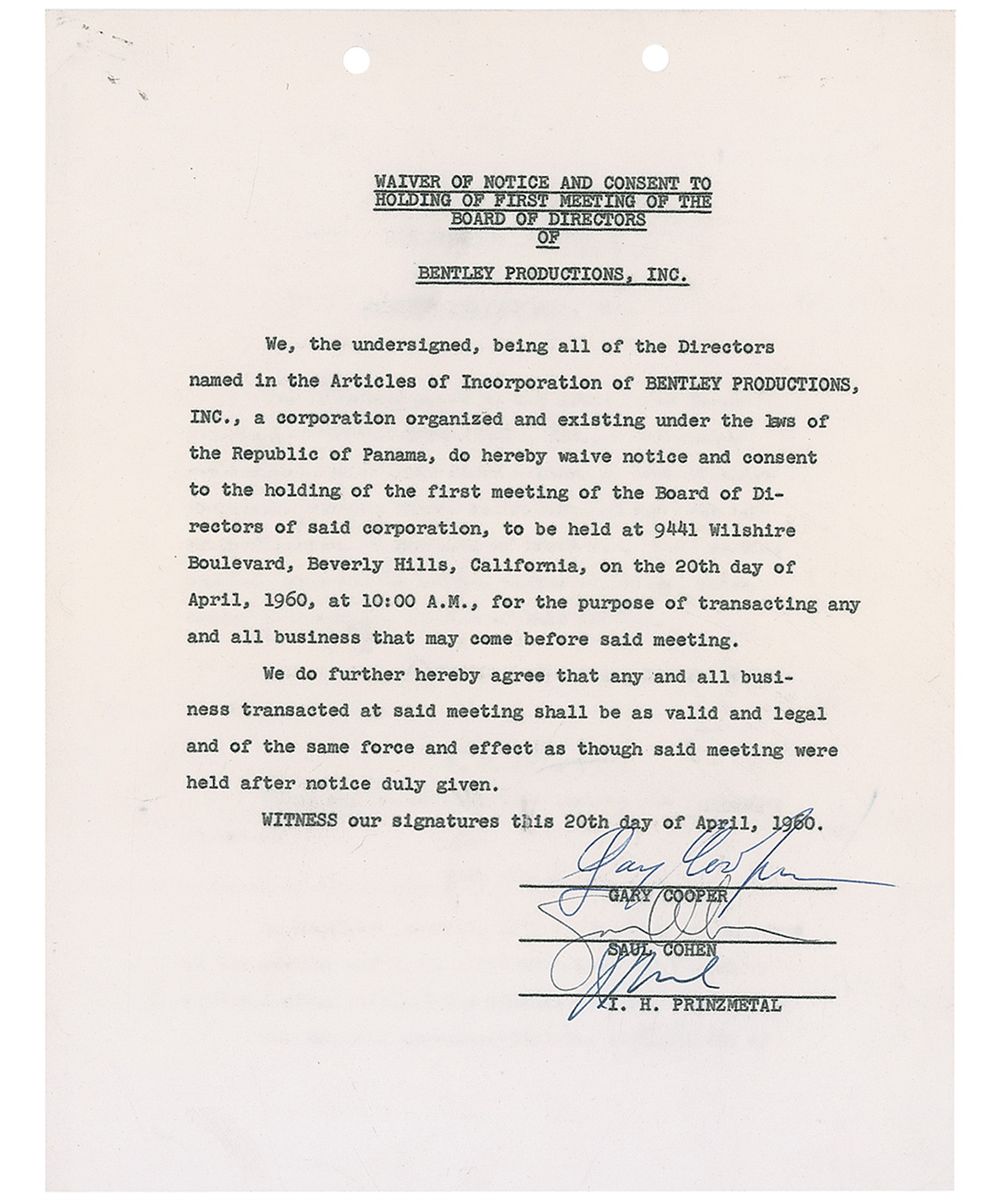 WAIVER OF NOTICE AND CONSENT TO
HOLDING OF FIRST MEETING OF THE
BOARD OF DIRECTORS
OF
BENTLEY PRODUCTIONS, INC.
We, the undersigned, being all of the Directors
named in the Articles of Incorporation of BENTLEY PRODUCTIONS,
INC., a corporation organized and existing under the laws of
the Republic of Panama, do hereby waive notice and consent
to the holding of the first meeting of the Board of Di-
rectors of said corporation, to be held at 9441 Wilshire
Boulevard, Beverly Hills, California, on the 20th day of
April, 1960, at 10:00 A.M., for the purpose of transacting any
and all business that may come before said meeting.
We do further hereby agree that any and all busi-
ness transacted at said meeting shall be as valid and legal
and of the same force and effect as though said meeting were
held after notice duly given.
WITNESS our signatures this 20th day of April, 1960.
Gary Cooper
GARY COOPER
SAUL COHEN
I. H. PRINZMETAL